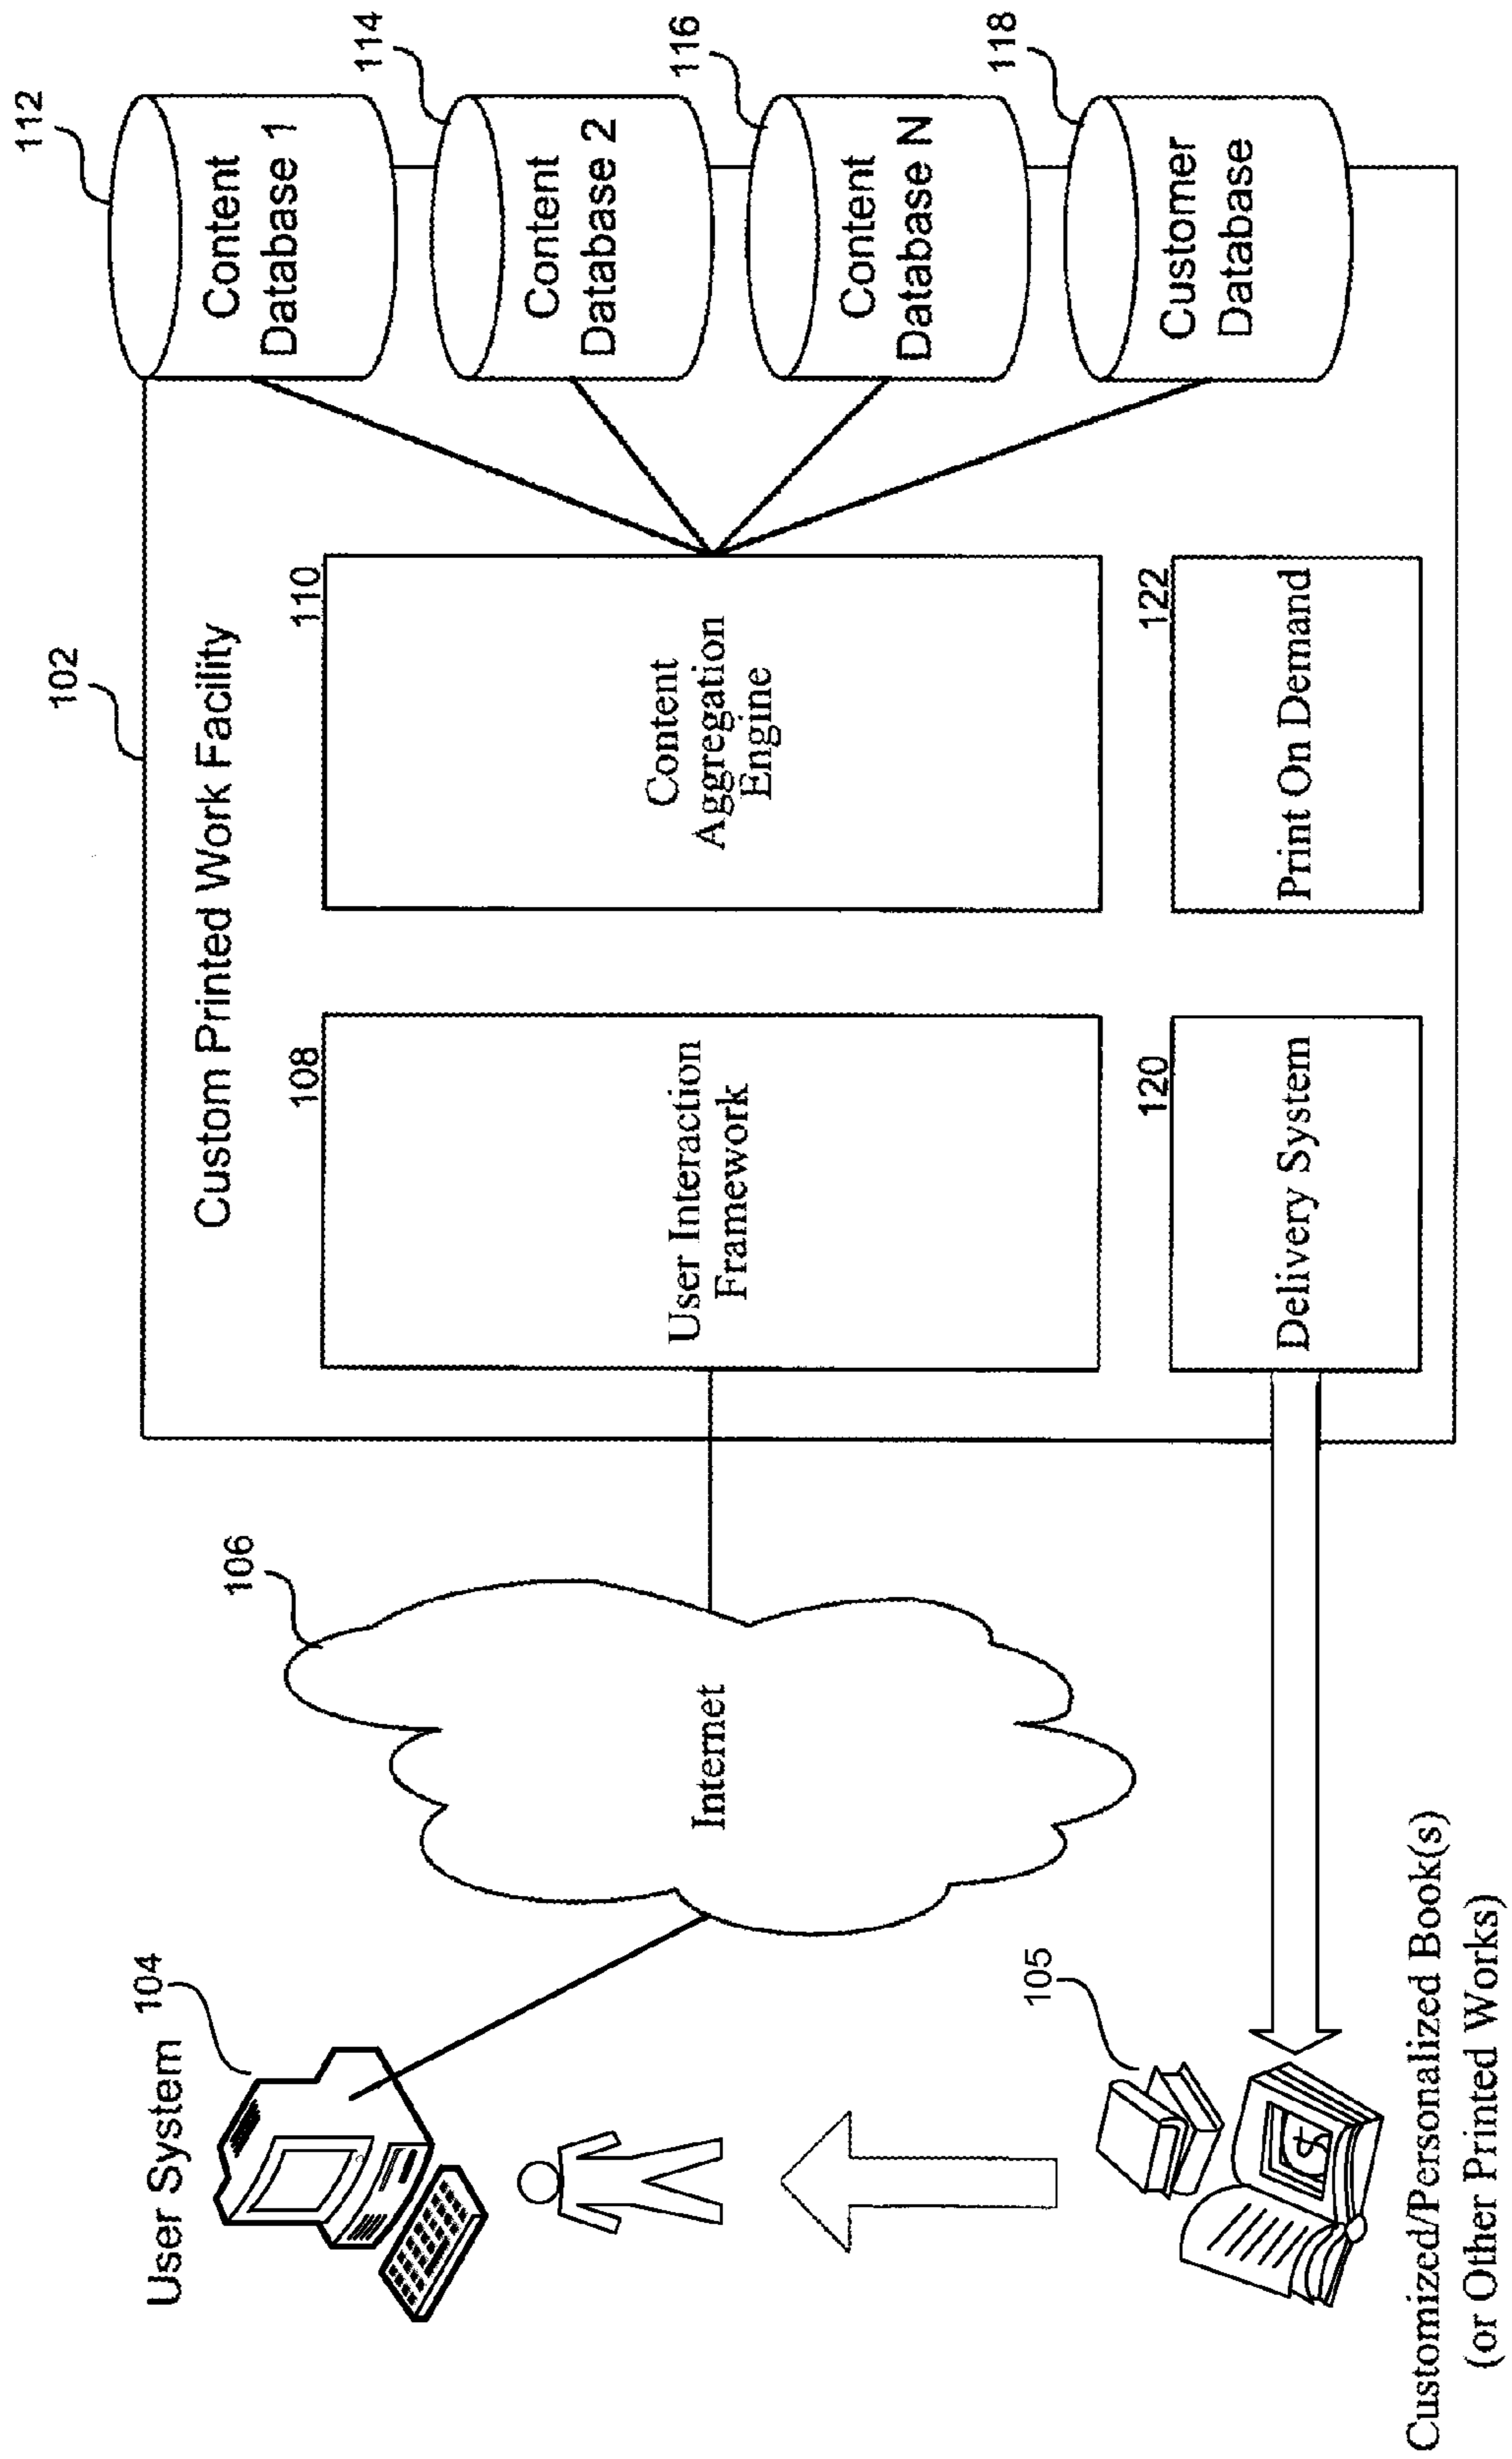 102
112
Custom Printed Work Facility
User System
104
106
108
110
Content
Database 1
114
User Interaction
Framework
Content
Aggregation
Engine
Content
Database 2
Internet
116
Content
Database N
105
120
122
118
Customer
Database
Delivery System
Print On Demand
Customized/Personalized Book(s)
(or Other Printed Works)